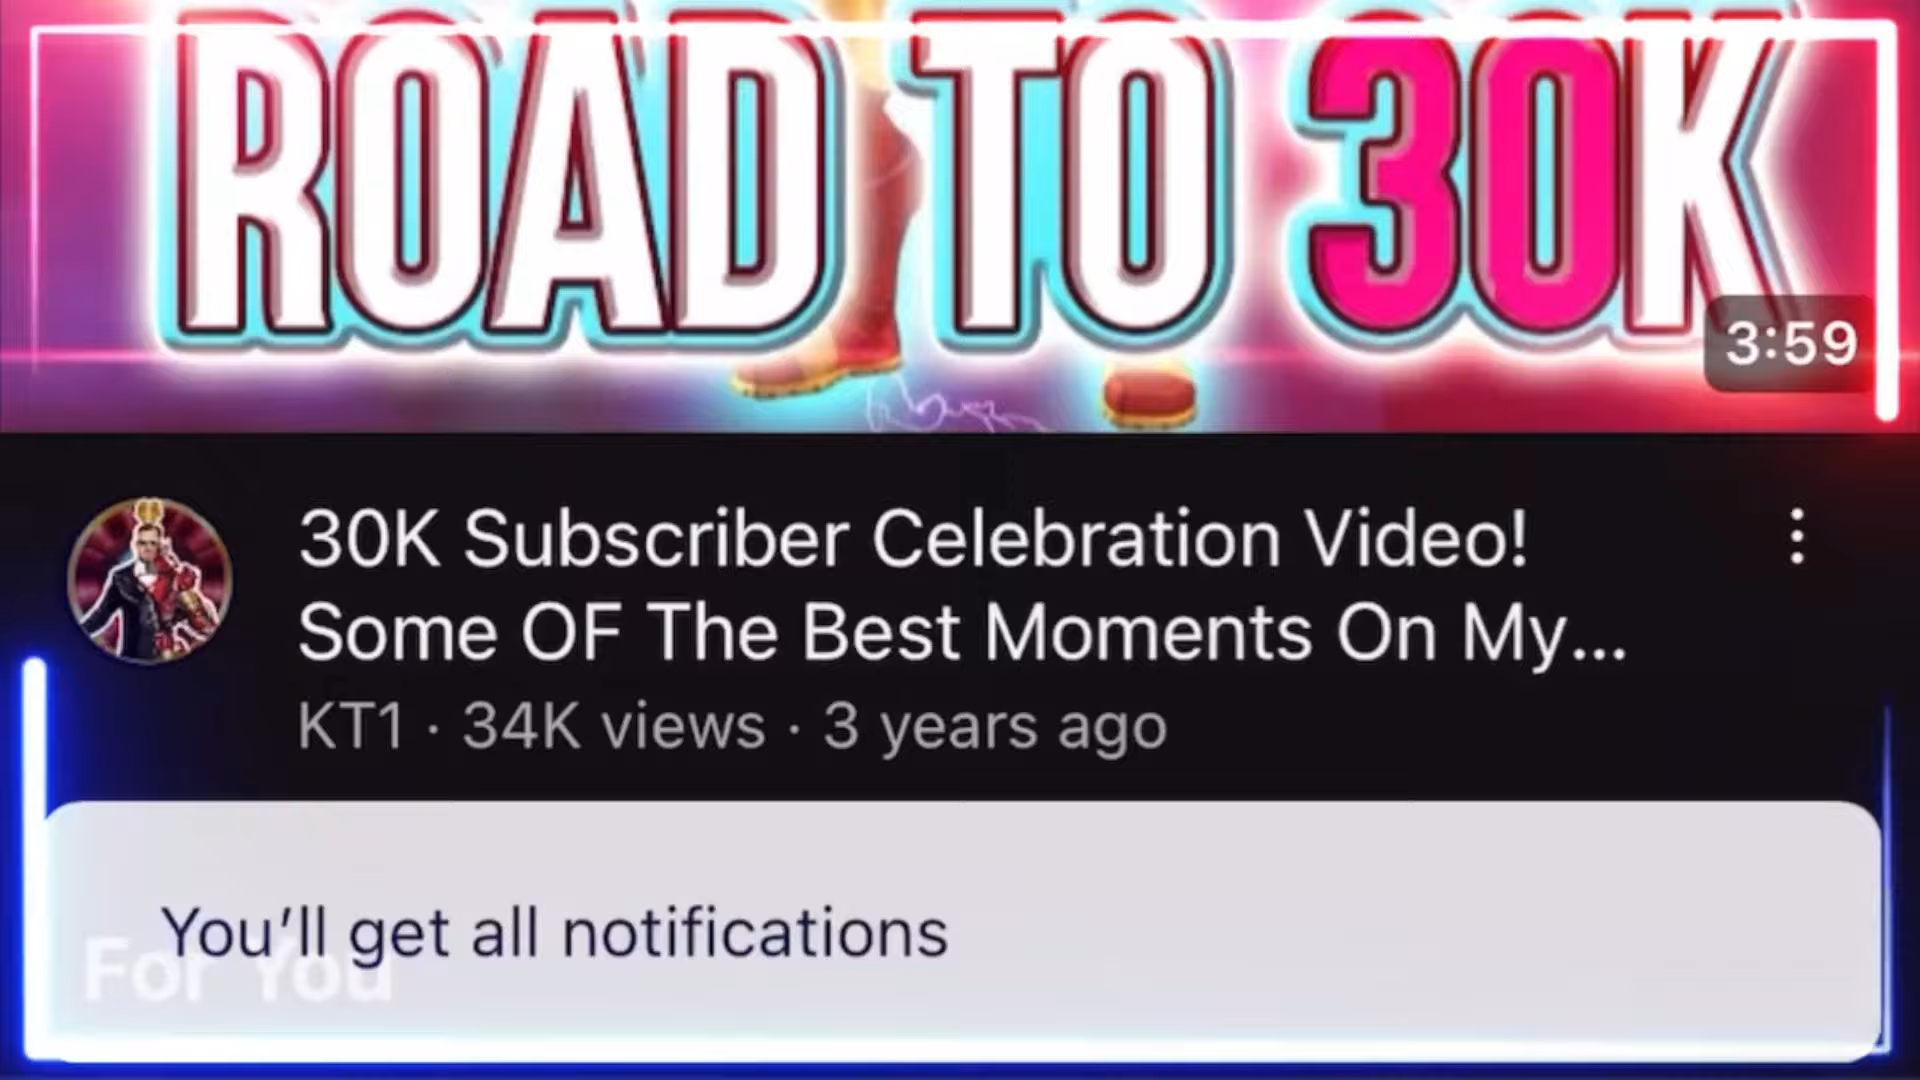 ROAD TO 30K
3:59
30K Subscriber Celebration Video!
Some OF The Best Moments On My...
KT1 · 34K views · 3 years ago
You’ll get all notifications
For You